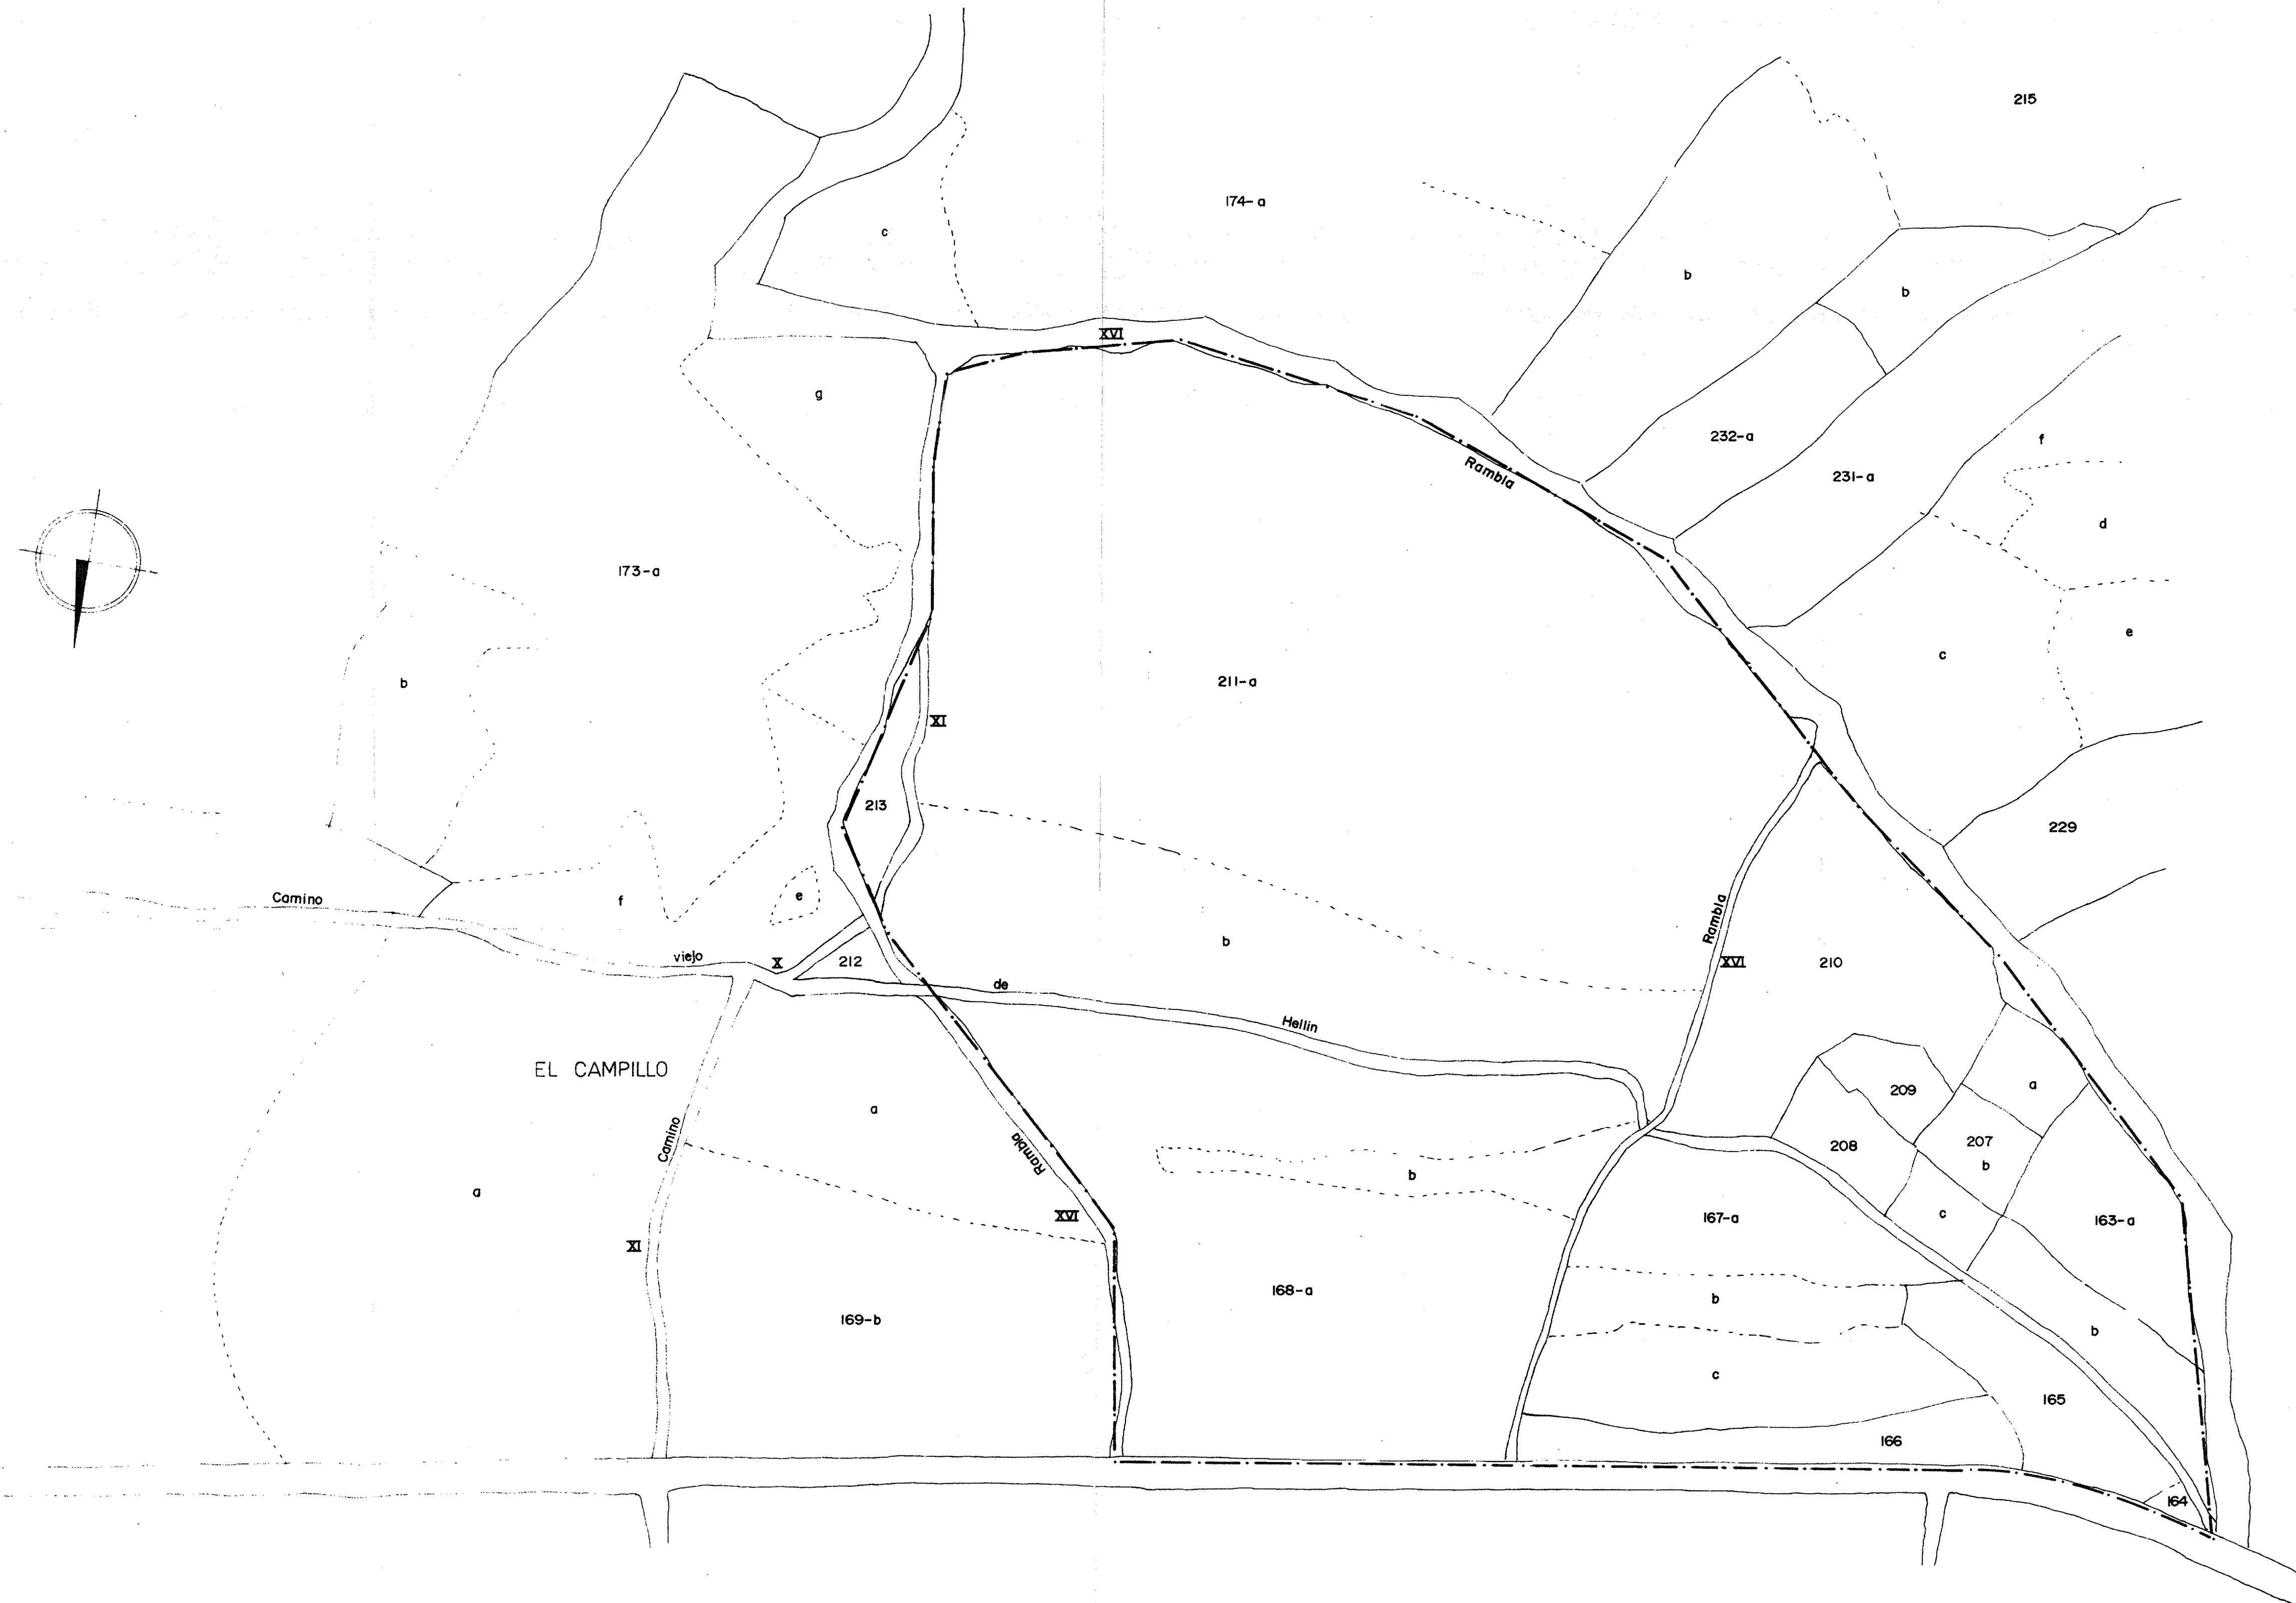 215
174-a
c
b
b
XVI
g
232-a
Rambla
f
231-a
d
173-a
e
c
b
211-a
XI
213
229
Camino
f
e
Rambla
b
viejo
X
212
XVI
210
de
Hellin
EL CAMPILLO
a
209
a
Camino
Rambla
208
207
b
b
a
XVI
167-a
c
163-a
XI
168-a
b
169-b
b
c
165
166
164